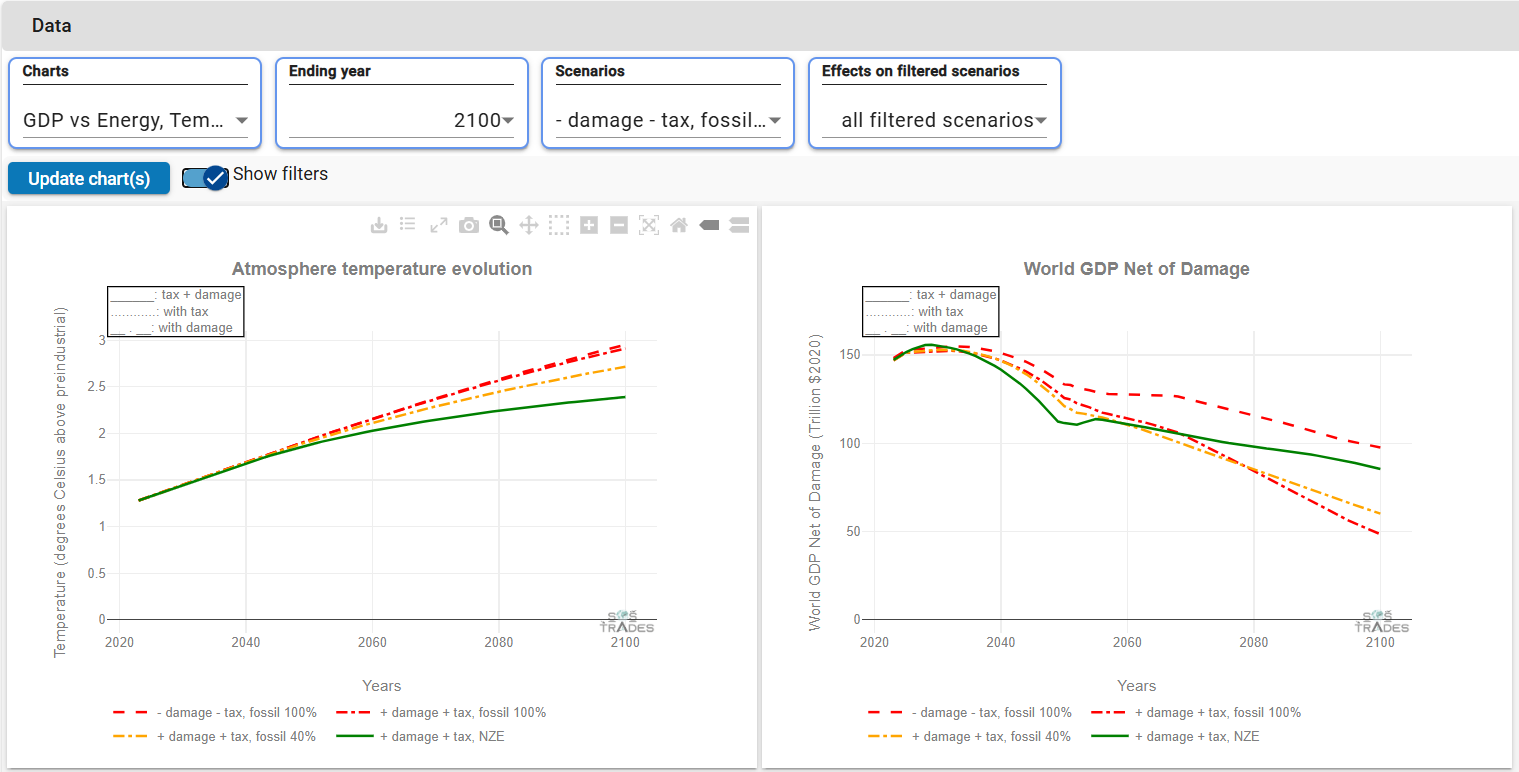 Data
Charts
GDP vs Energy, Tem...
Ending year
2100
Scenarios
- damage - tax, fossil...
Effects on filtered scenarios
all filtered scenarios
Update chart(s)
Show filters
Atmosphere temperature evolution
______: tax + damage
............: with tax
__ . __: with damage
Temperature (degrees Celsius above preindustrial)
3
2.5
2
1.5
1
0.5
0
2020
2040
2060
2080
2100
SOS
TRADES
Years
- damage - tax, fossil 100%
+ damage + tax, fossil 100%
+ damage + tax, fossil 40%
+ damage + tax, NZE
World GDP Net of Damage
______: tax + damage
............: with tax
__ . __: with damage
World GDP Net of Damage (Trillion $2020)
150
100
50
0
2020
2040
2060
2080
2100
SOS
TRADES
Years
- damage - tax, fossil 100%
+ damage + tax, fossil 100%
+ damage + tax, fossil 40%
+ damage + tax, NZE